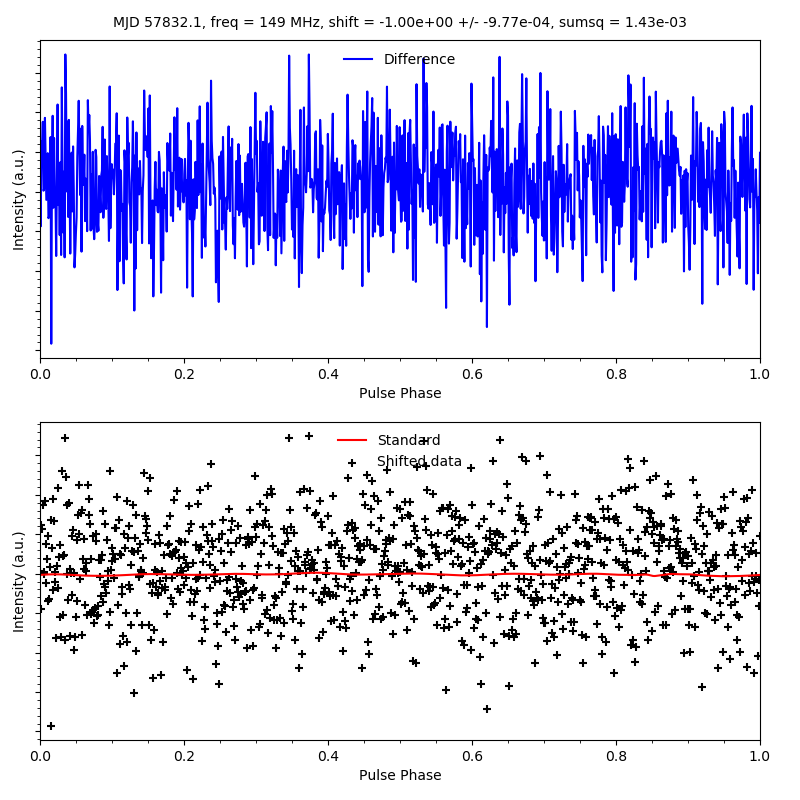 MJD 57832.1, freq = 149 MHz, shift = -1.00e+00 +/- -9.77e-04, sumsq = 1.43e-03
Difference
Intensity (a.u.)
0.0 0.2 0.4 0.6 0.8 1.0
Pulse Phase
Standard
Shifted data
Intensity (a.u.)
0.0 0.2 0.4 0.6 0.8 1.0
Pulse Phase